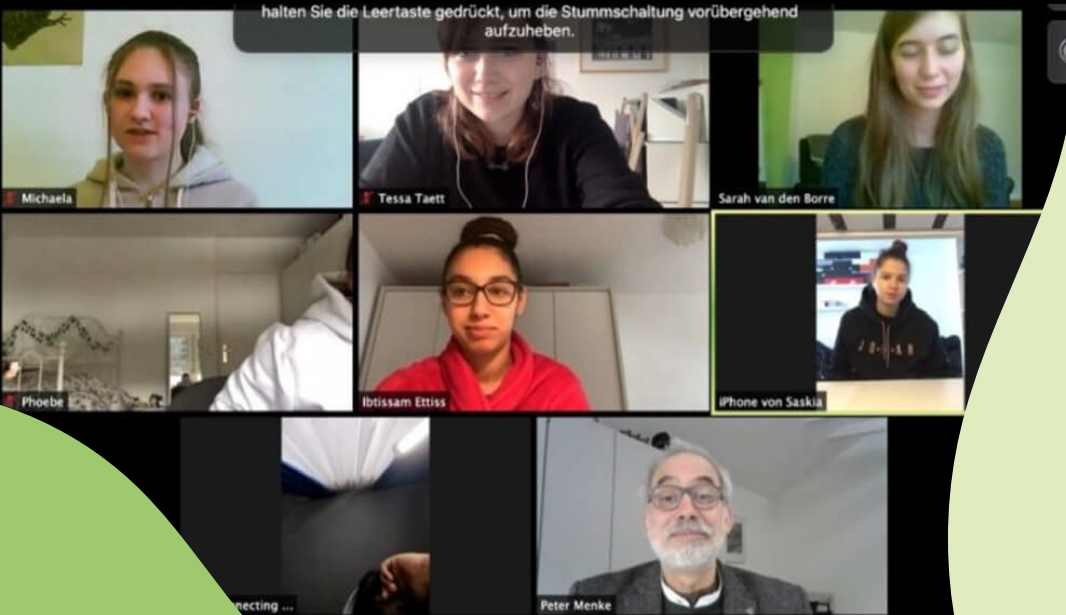 halten Sie die Leertaste gedrückt, um die Stummschaltung vorübergehend
aufzuheben.
Michaela
Tessa Taett
Sarah van den Borre
Phoebe
Ibtissam Ettiss
iPhone von Saskia
necting ...
Peter Menke